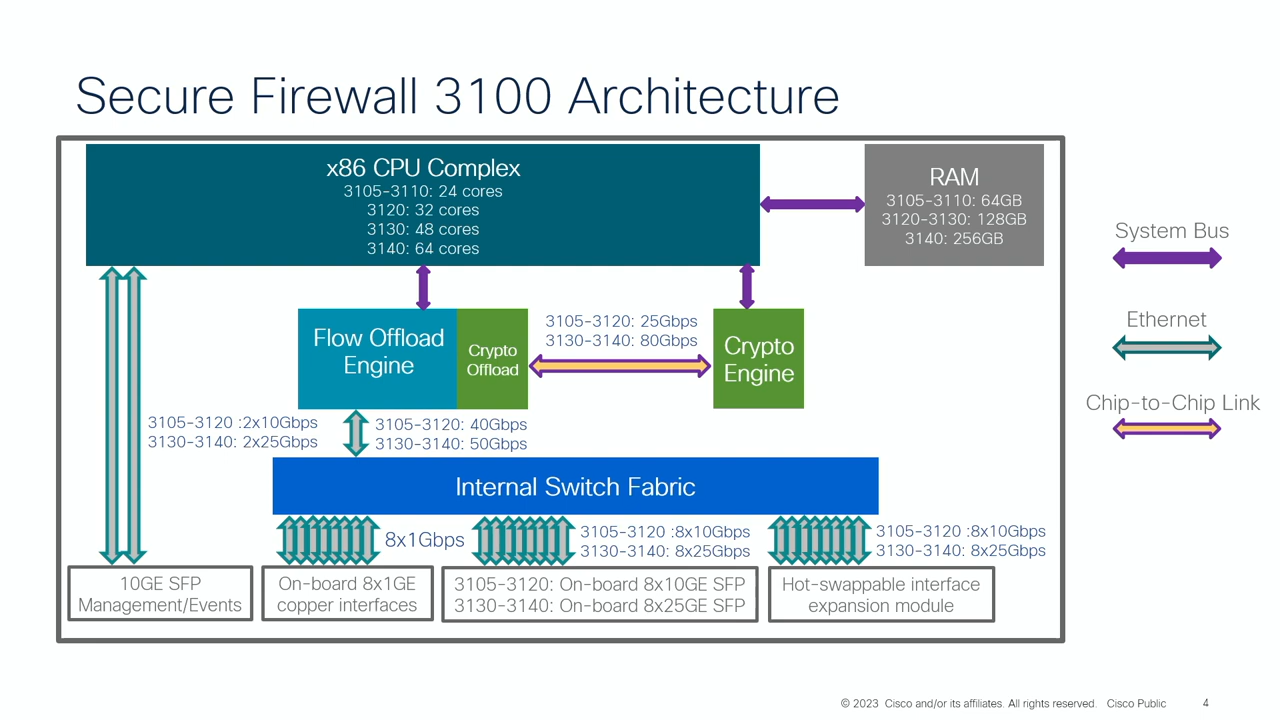 Secure Firewall 3100 Architecture
x86 CPU Complex
3105-3110: 24 cores
3120: 32 cores
3130: 48 cores
3140: 64 cores
RAM
3105-3110: 64GB
3120-3130: 128GB
3140: 256GB
System Bus
Ethernet
Chip-to-Chip Link
Flow Offload
Engine
Crypto
Offload
3105-3120: 25Gbps
3130-3140: 80Gbps
Crypto
Engine
3105-3120 :2x10Gbps
3130-3140: 2x25Gbps
3105-3120: 40Gbps
3130-3140: 50Gbps
Internal Switch Fabric
8x1Gbps
3105-3120 :8x10Gbps
3130-3140: 8x25Gbps
3105-3120 :8x10Gbps
3130-3140: 8x25Gbps
10GE SFP
Management/Events
On-board 8x1GE
copper interfaces
3105-3120: On-board 8x10GE SFP
3130-3140: On-board 8x25GE SFP
Hot-swappable interface
expansion module
© 2023 Cisco and/or its affiliates. All rights reserved. Cisco Public 4